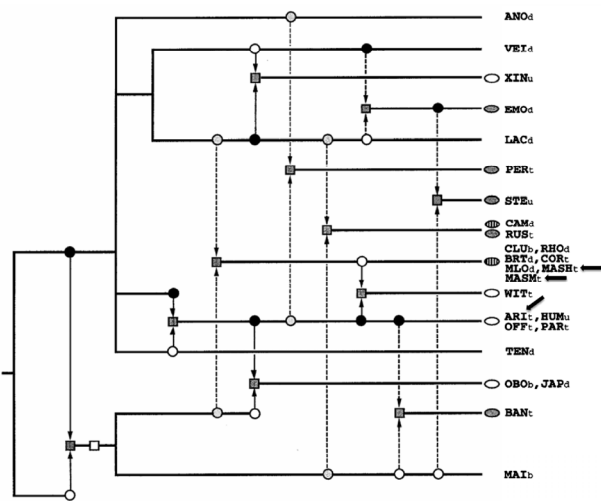 ANOd
VEId
XINu
EMOd
LACd
PERt
STEu
CAMd
RUSt
CLUb,RHOd
BRTd,CORt
MLOd,MASHt
MASMt
WITt
ARIt,HUMu
OFFt,PARt
TENd
OBOb,JAPd
BANt
MAIb